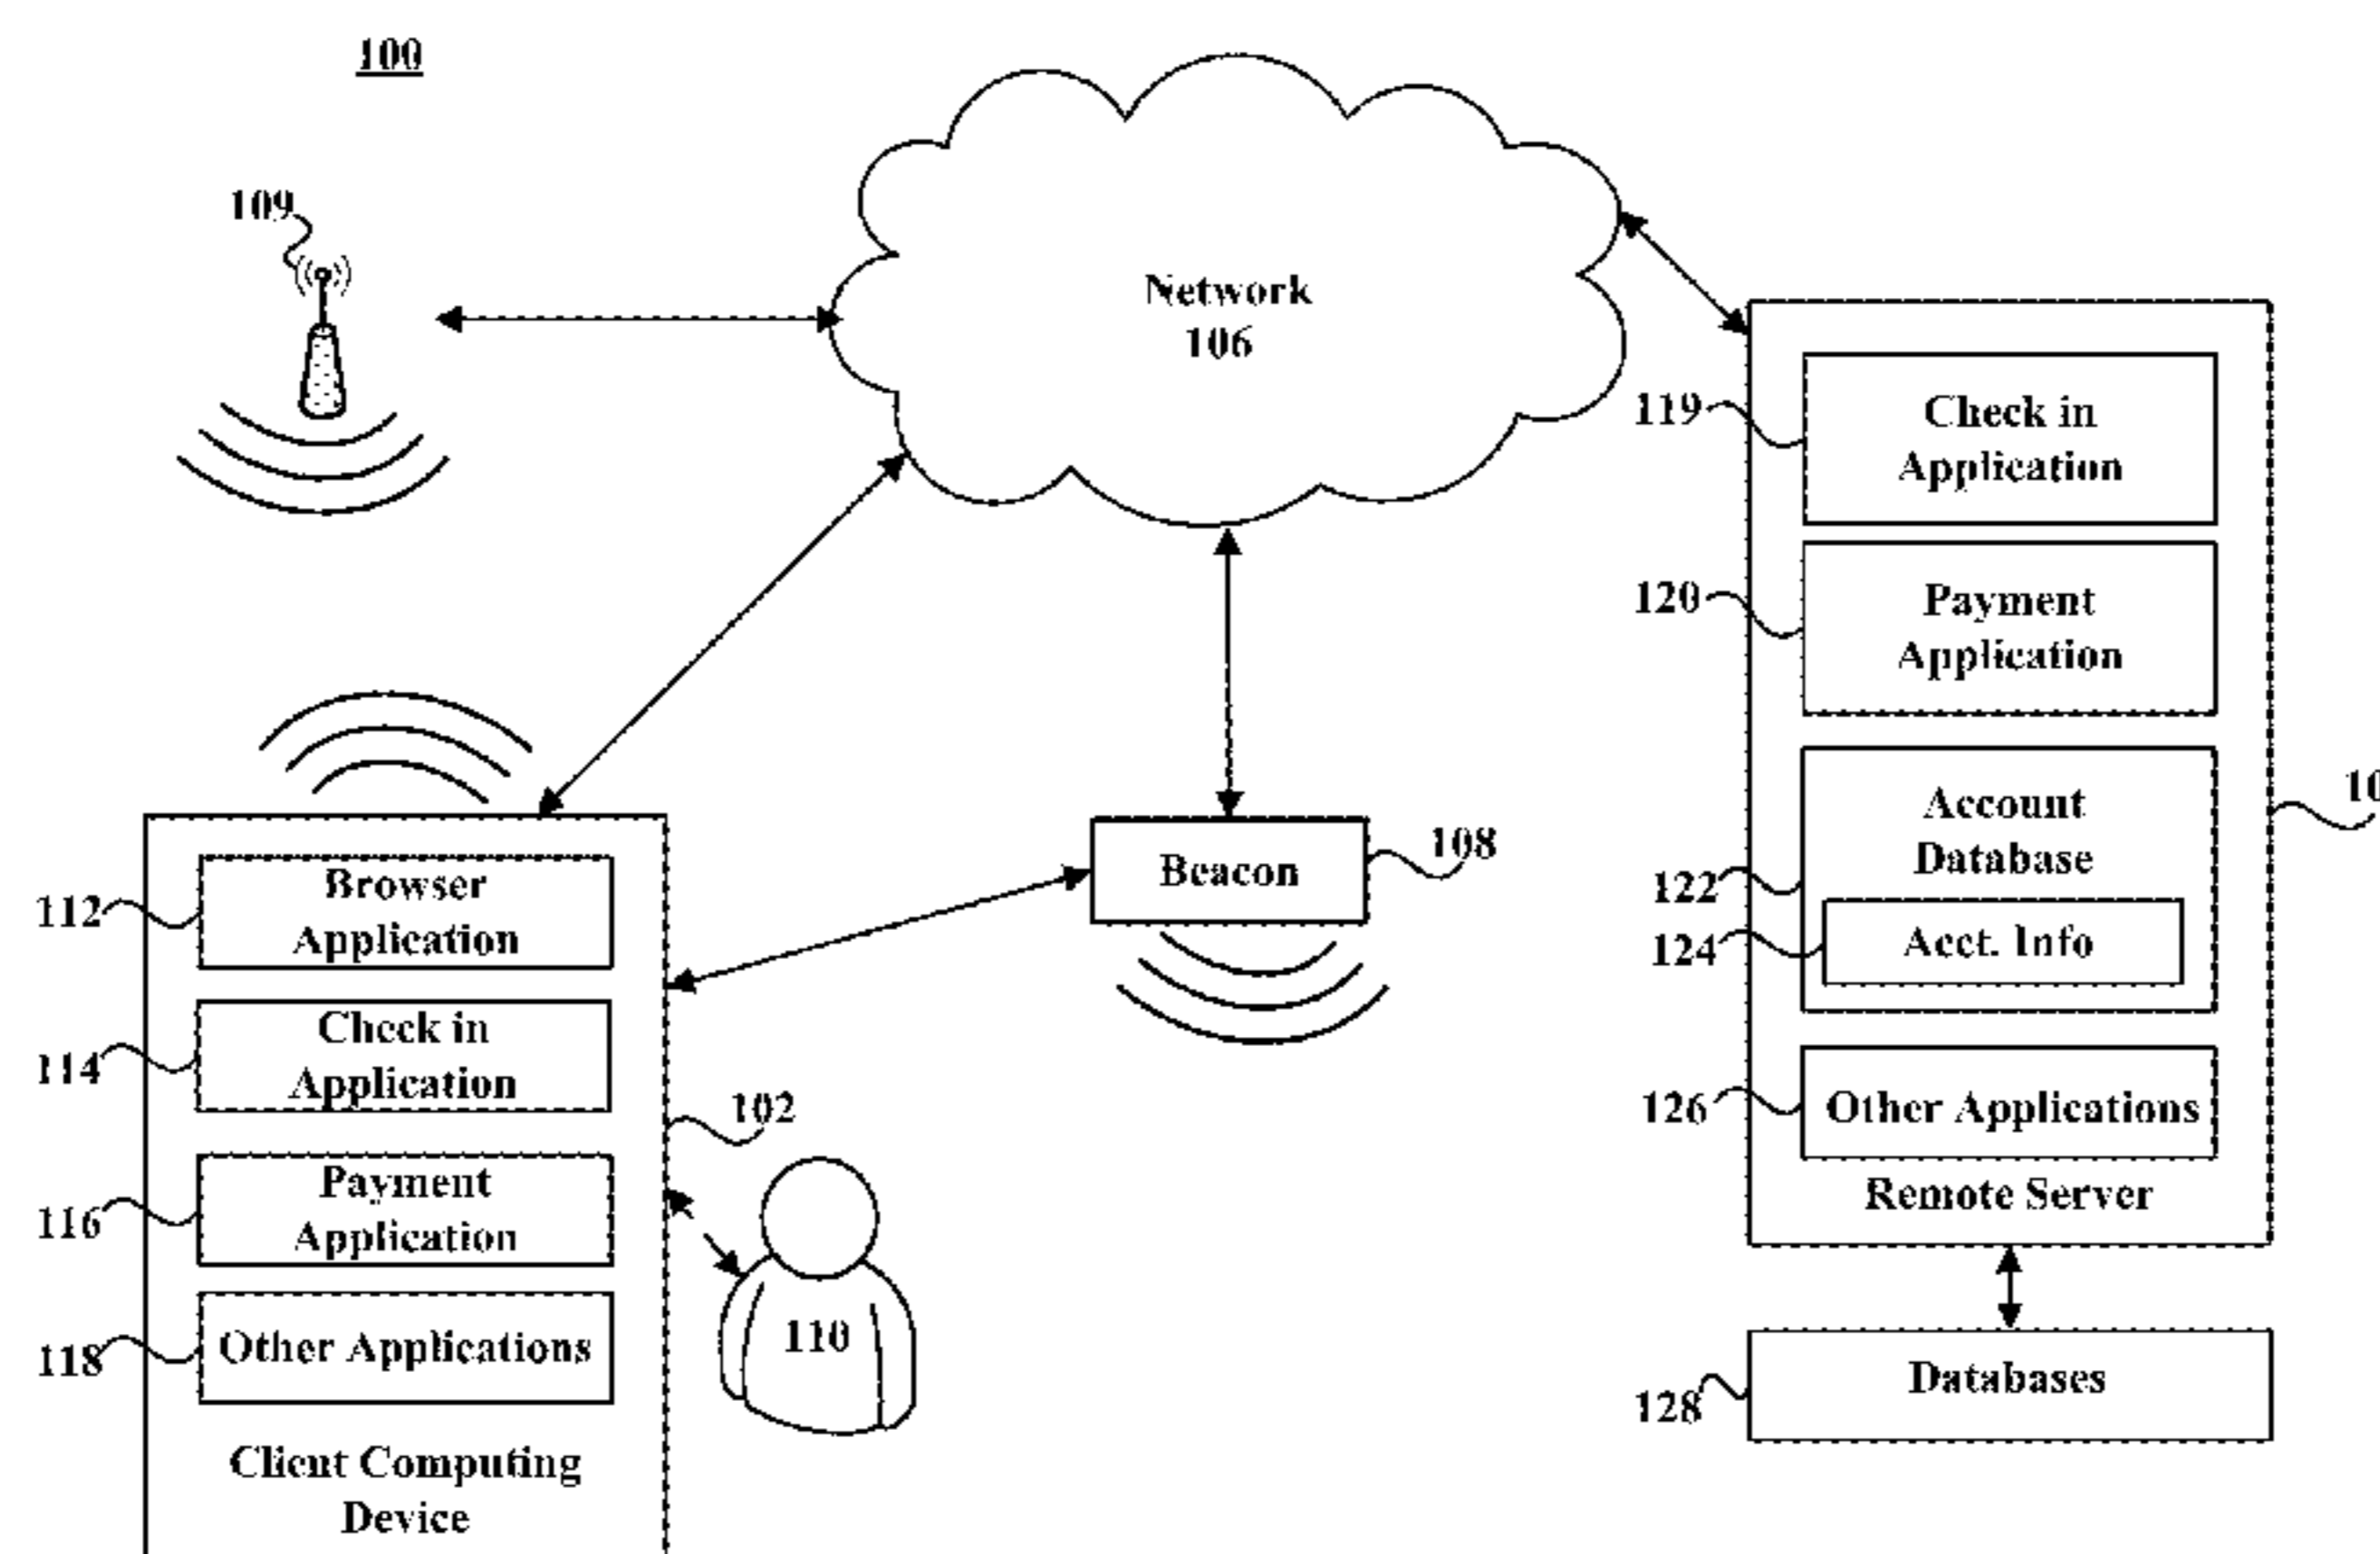 100
109
Network
106
119
Check in
Application
120
Payment
Application
122
Account
Database
124
Acct. Info
126
Other Applications
Remote Server
10
128
Databases
108
Beacon
112
Browser
Application
114
Check in
Application
116
Payment
Application
118
Other Applications
Client Computing
Device
102
110